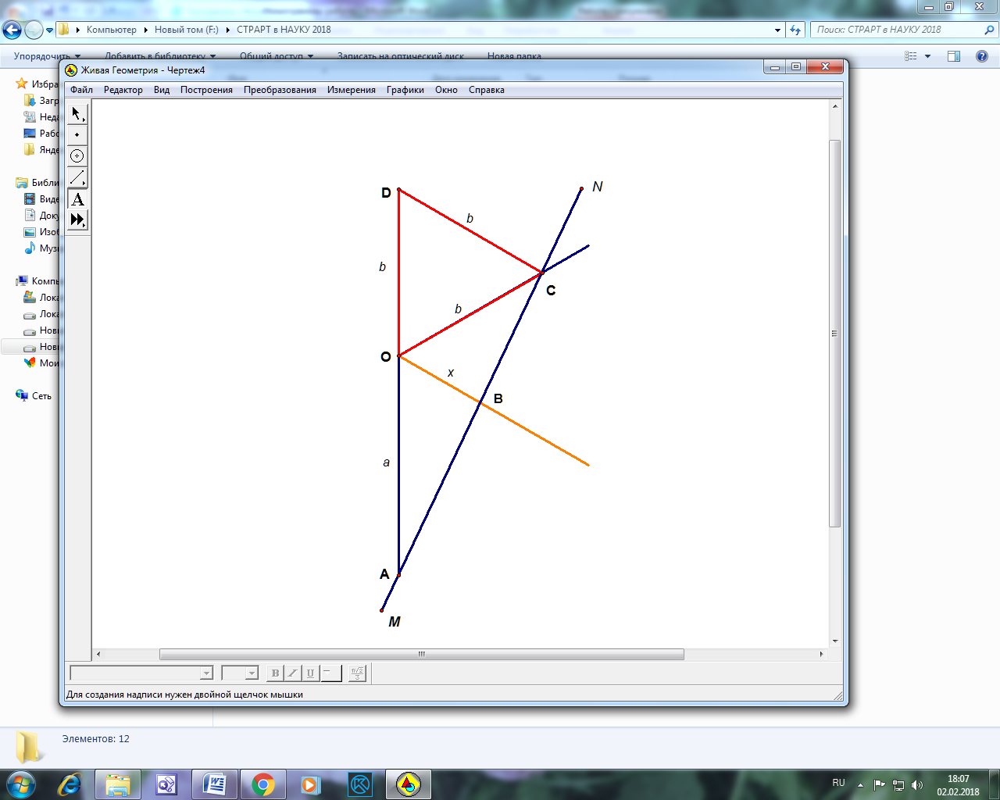 Компьютер
Новый том (F:)
СТРАРТ в НАУКУ 2018
Поиск: СТРАРТ в НАУКУ 2018
Упорядочить
Добавить в библиотеку
Общий доступ
Записать на оптический диск
Новая папка
Живая Геометрия - Чертеж4
Файл Редактор Вид Построения Преобразования Измерения Графики Окно Справка
Избра
Загр
Неда
Рабо
Янде
Библи
Виде
Доку
Изоб
Музы
Компь
Лока
Лока
Новы
Новы
Мои
Сеть
A
D
N
b
b
C
b
O
x
B
a
A
M
B I U
Для создания надписи нужен двойной щелчок мышки
Элементов: 12
RU
18:07
02.02.2018